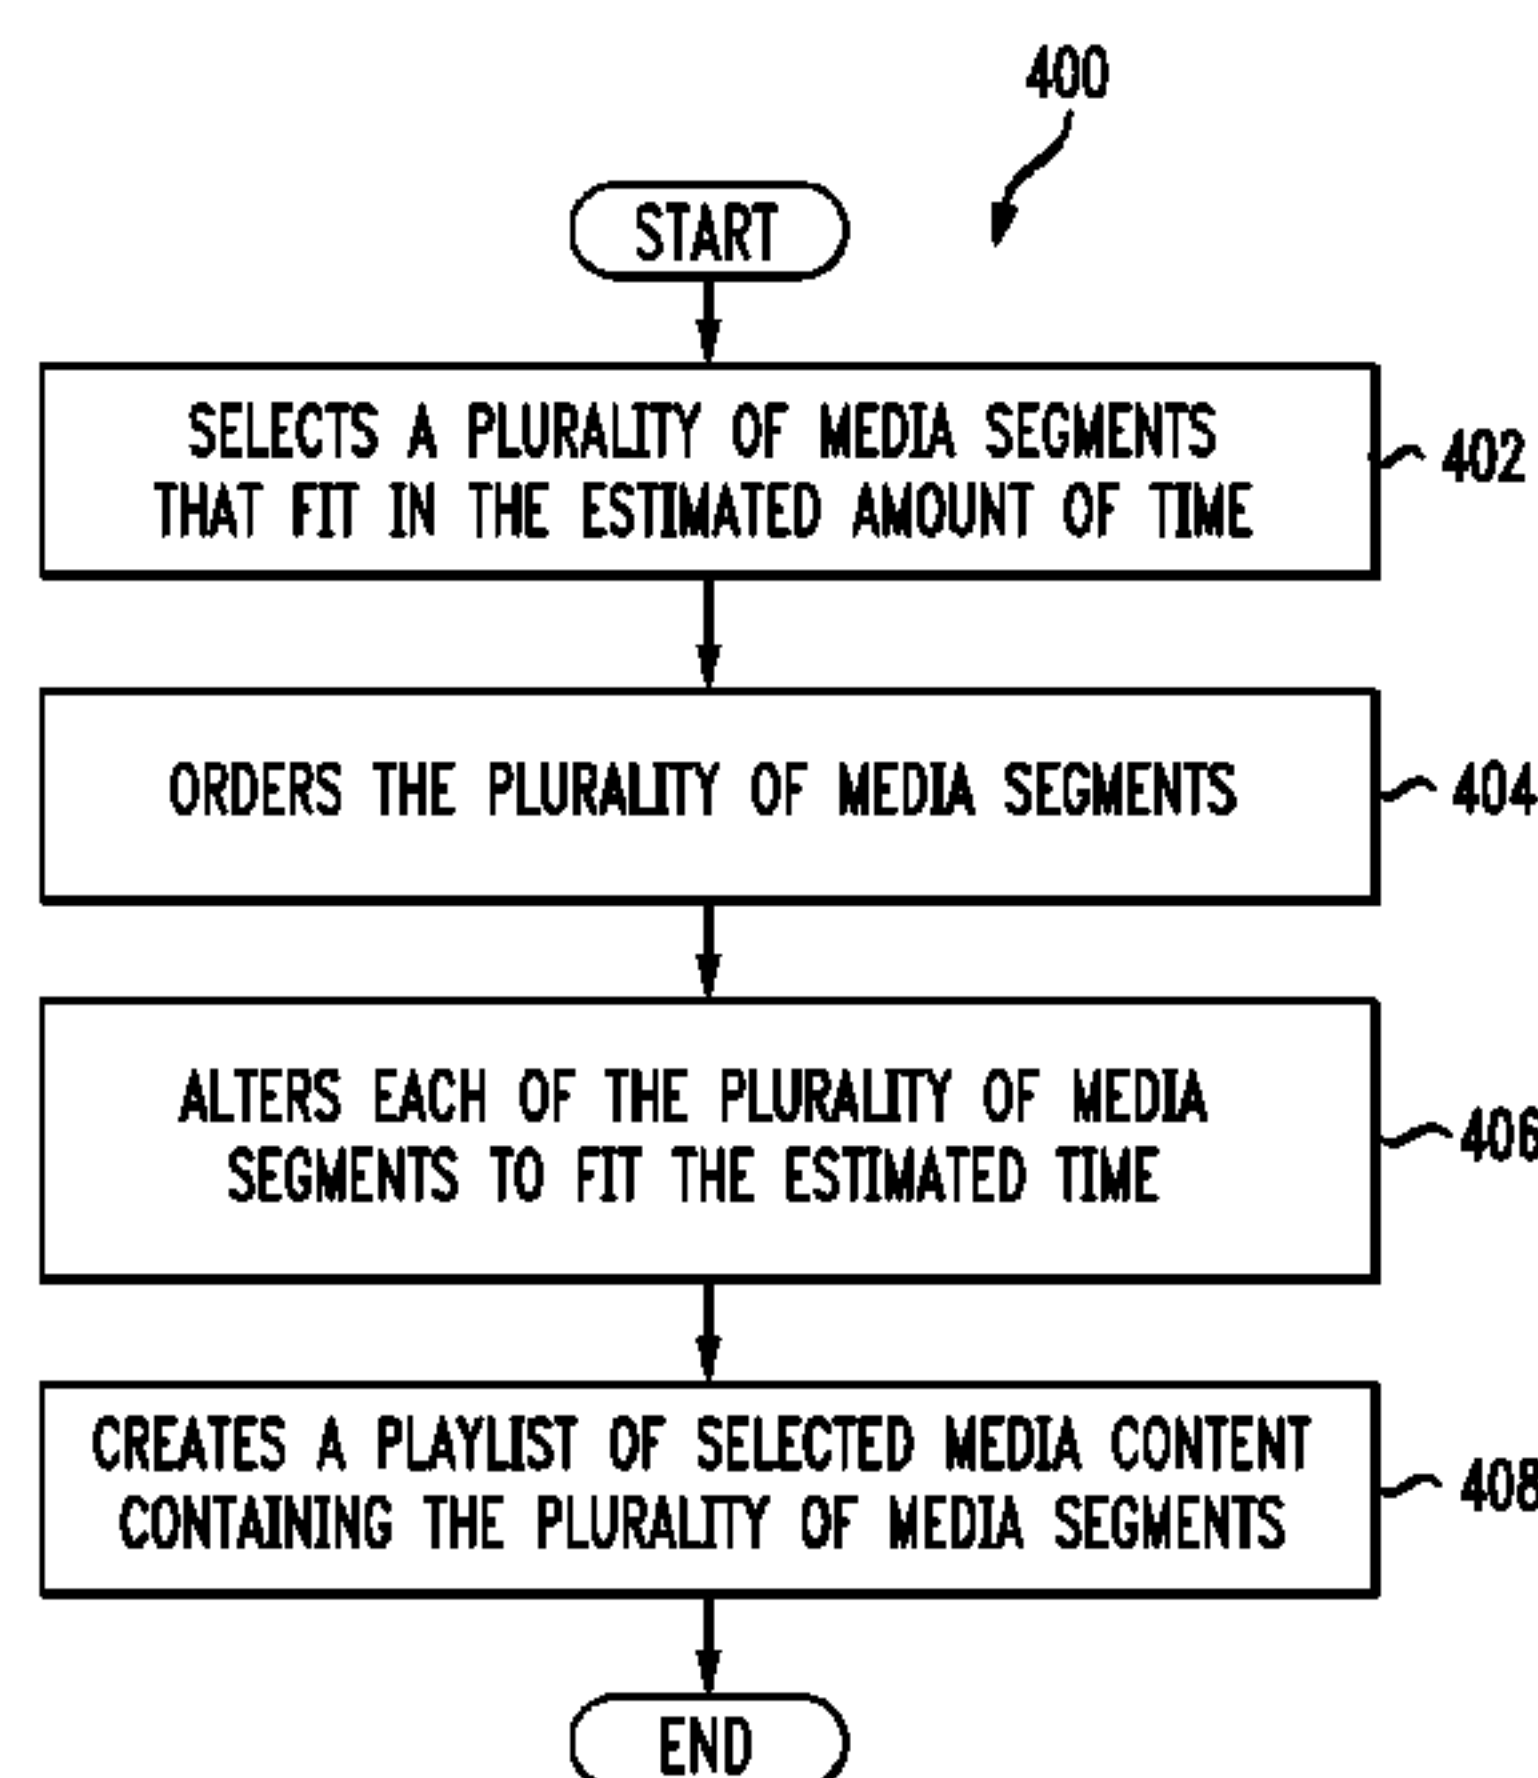 400
START
SELECTS A PLURALITY OF MEDIA SEGMENTS
THAT FIT IN THE ESTIMATED AMOUNT OF TIME
402
ORDERS THE PLURALITY OF MEDIA SEGMENTS
404
ALTERS EACH OF THE PLURALITY OF MEDIA
SEGMENTS TO FIT THE ESTIMATED TIME
406
CREATES A PLAYLIST OF SELECTED MEDIA CONTENT
CONTAINING THE PLURALITY OF MEDIA SEGMENTS
408
END